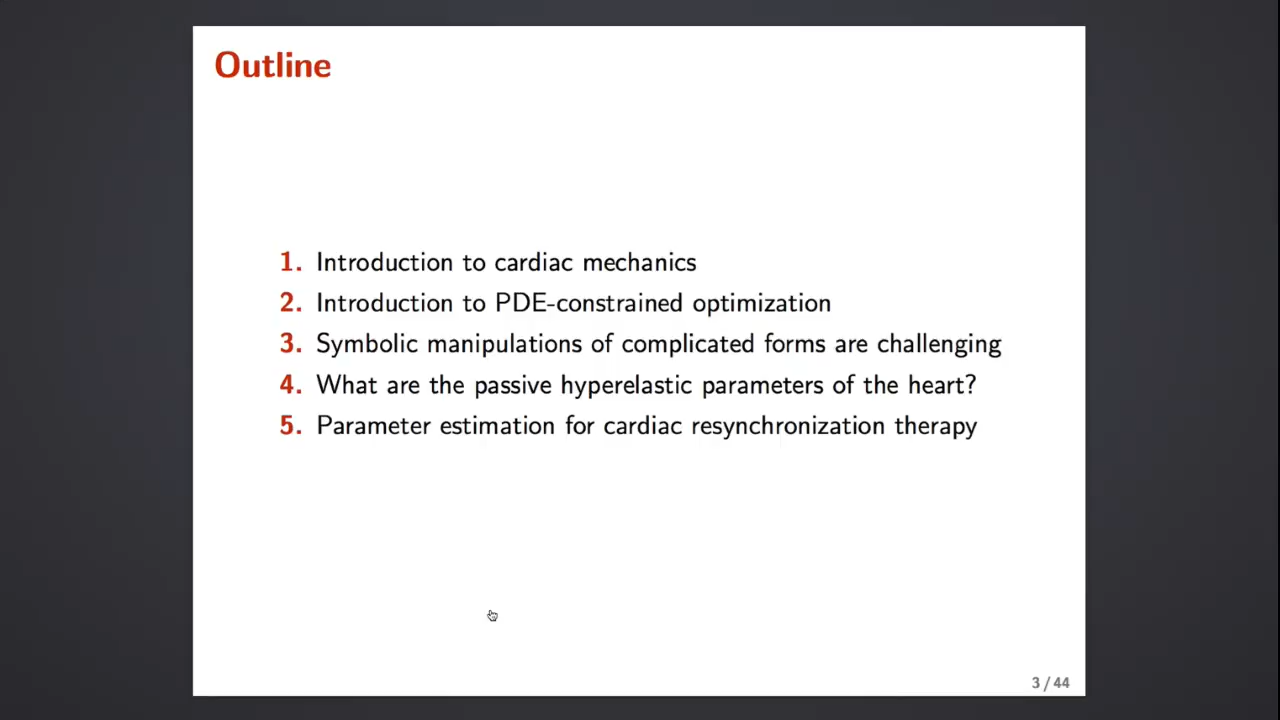 Outline
1. Introduction to cardiac mechanics
2. Introduction to PDE-constrained optimization
3. Symbolic manipulations of complicated forms are challenging
4. What are the passive hyperelastic parameters of the heart?
5. Parameter estimation for cardiac resynchronization therapy
3 / 44